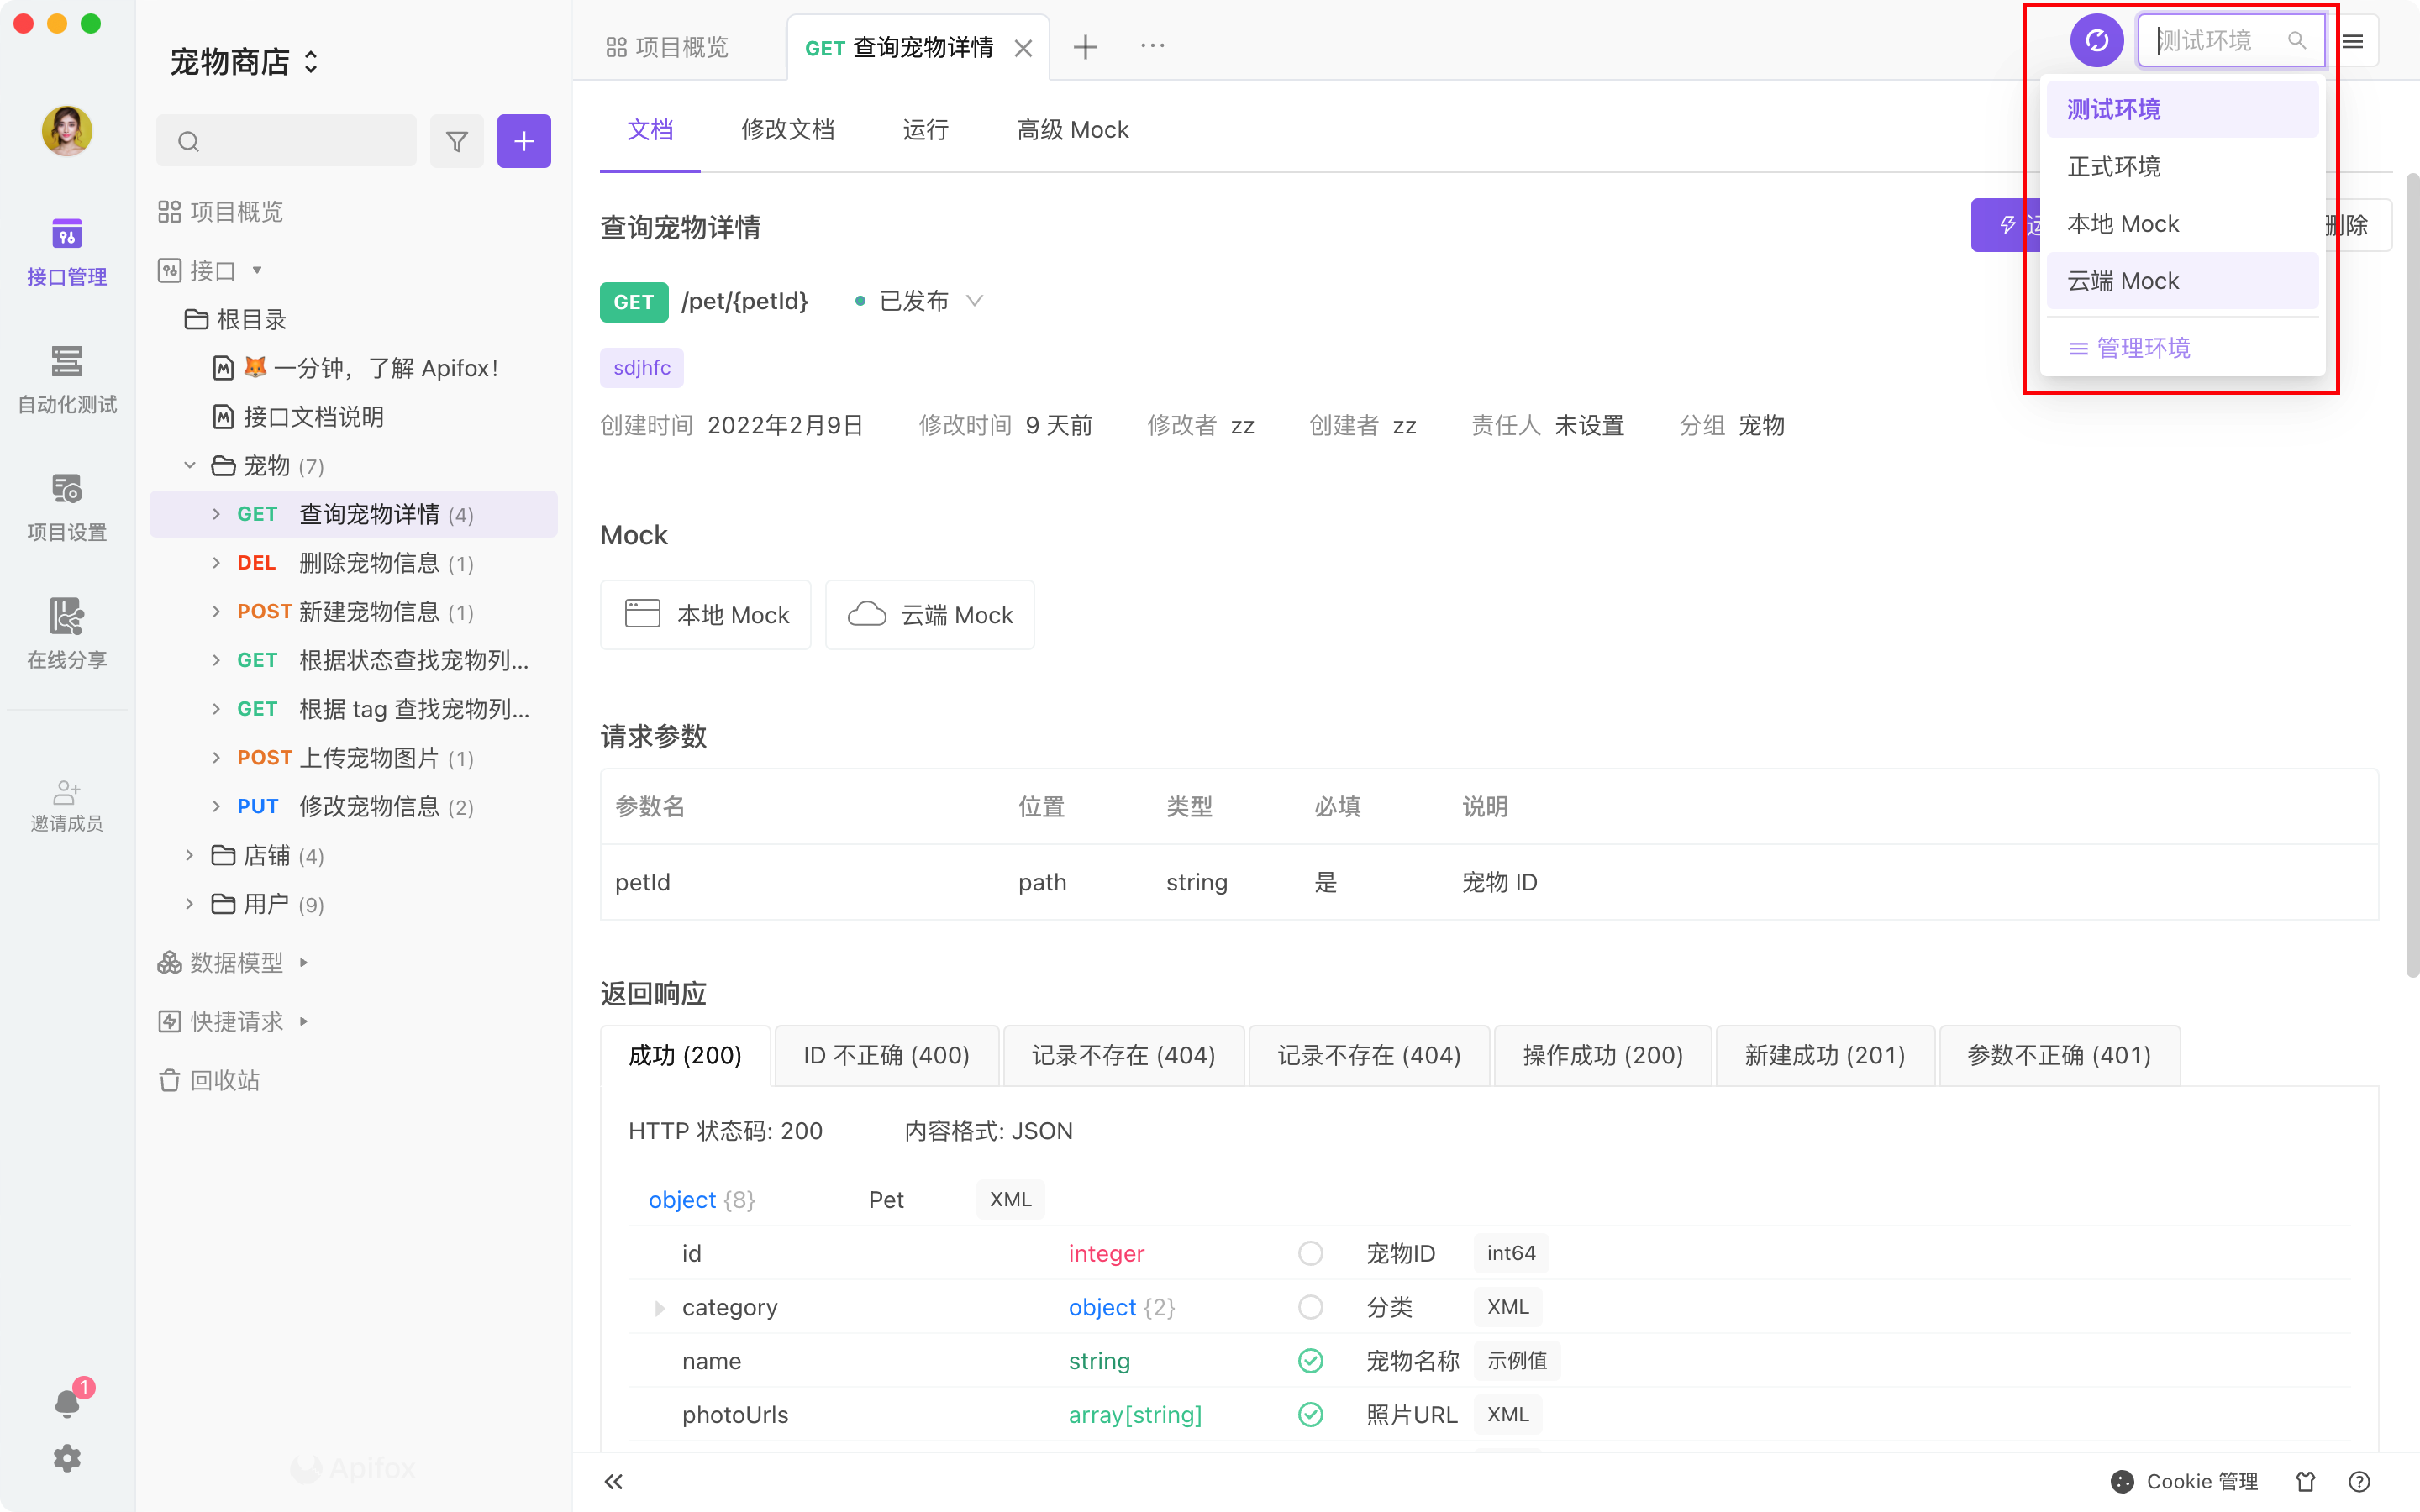 宠物商店
接口管理
自动化测试
项目设置
在线分享
邀请成员
1
项目概览
接口
根目录
🦊 一分钟，了解 Apifox！
接口文档说明
宠物 (7)
GET 查询宠物详情 (4)
DEL 删除宠物信息 (1)
POST 新建宠物信息 (1)
GET 根据状态查找宠物列...
GET 根据 tag 查找宠物列...
POST 上传宠物图片 (1)
PUT 修改宠物信息 (2)
店铺 (4)
用户 (9)
数据模型
快捷请求
回收站
Apifox
项目概览
GET 查询宠物详情
测试环境
测试环境
正式环境
本地 Mock
云端 Mock
管理环境
文档 修改文档 运行 高级 Mock
查询宠物详情
删除
GET /pet/{petId} 已发布
sdjhfc
创建时间 2022年2月9日 修改时间 9 天前 修改者 zz 创建者 zz 责任人 未设置 分组 宠物
Mock
本地 Mock 云端 Mock
请求参数
参数名 位置 类型 必填 说明
petId path string 是 宠物 ID
返回响应
成功 (200) ID 不正确 (400) 记录不存在 (404) 记录不存在 (404) 操作成功 (200) 新建成功 (201) 参数不正确 (401)
HTTP 状态码: 200 内容格式: JSON
object {8} Pet XML
id integer 宠物ID int64
category object {2} 分类 XML
name string 宠物名称 示例值
photoUrls array[string] 照片URL XML
Cookie 管理